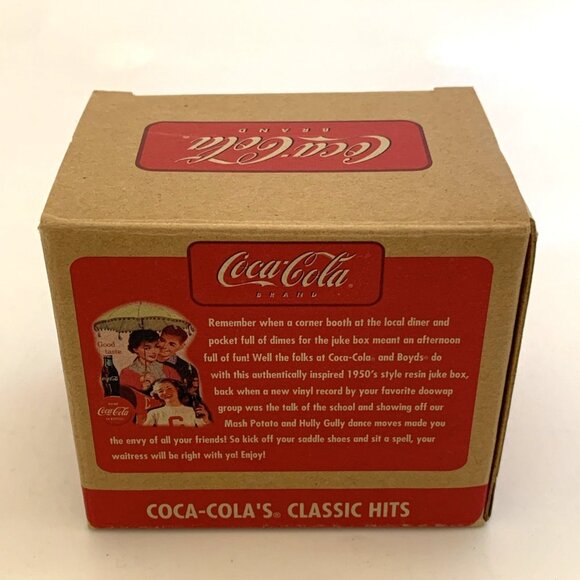 Coca-Cola®
BRAND
Coca-Cola®
BRAND
Good
taste
Coca-Cola
Remember when a corner booth at the local diner and
pocket full of dimes for the juke box meant an afternoon
full of fun! Well the folks at Coca-Cola® and Boyds® do
with this authentically inspired 1950's style resin juke box,
back when a new vinyl record by your favorite doowap
group was the talk of the school and showing off our
Mash Potato and Hully Gully dance moves made you
the envy of all your friends! So kick off your saddle shoes and sit a spell, your
waitress will be right with ya! Enjoy!
COCA-COLA'S® CLASSIC HITS